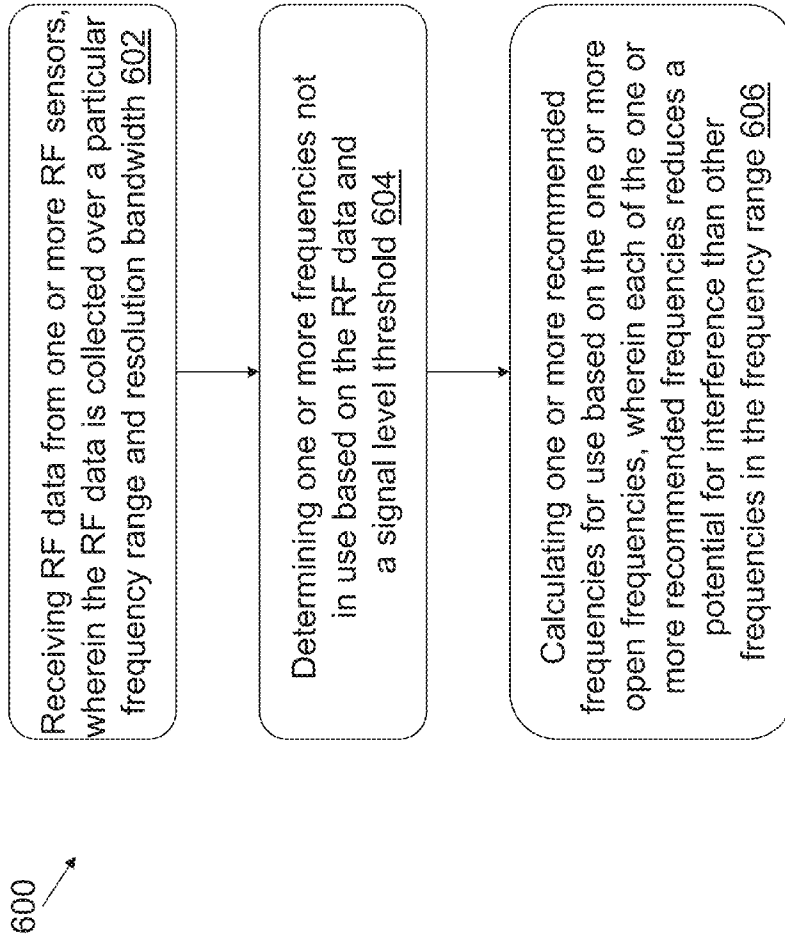 600
Receiving RF data from one or more RF sensors,
wherein the RF data is collected over a particular
frequency range and resolution bandwidth 602
Determining one or more frequencies not
in use based on the RF data and
a signal level threshold 604
Calculating one or more recommended
frequencies for use based on the one or more
open frequencies, wherein each of the one or
more recommended frequencies reduces a
potential for interference than other
frequencies in the frequency range 606